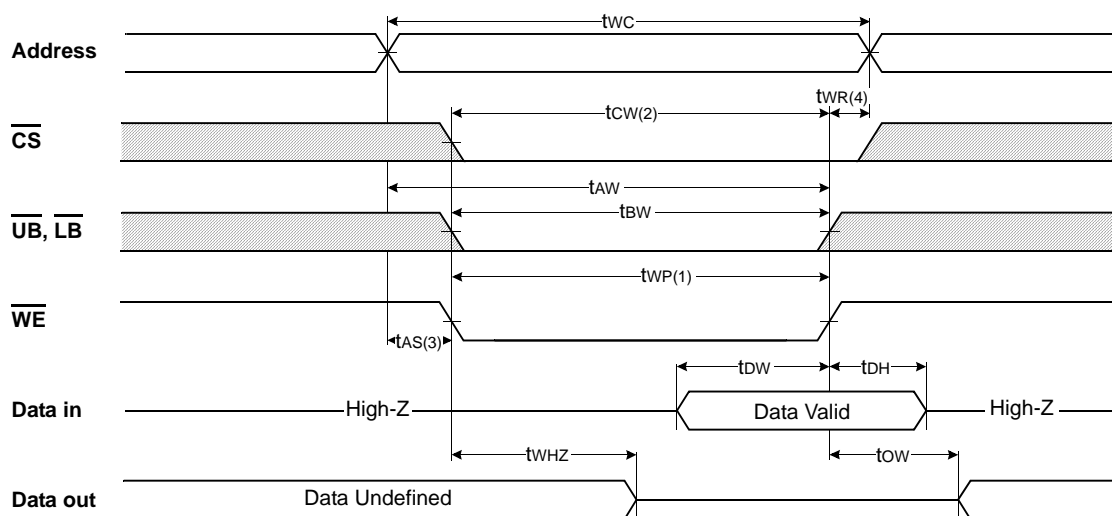 tWC
Address
tWR(4)
tCW(2)
CS
tAW
tBW
UB, LB
tWP(1)
WE
tAS(3)
tDW
tDH
Data in
High-Z
Data Valid
High-Z
tWHZ
tOW
Data out
Data Undefined